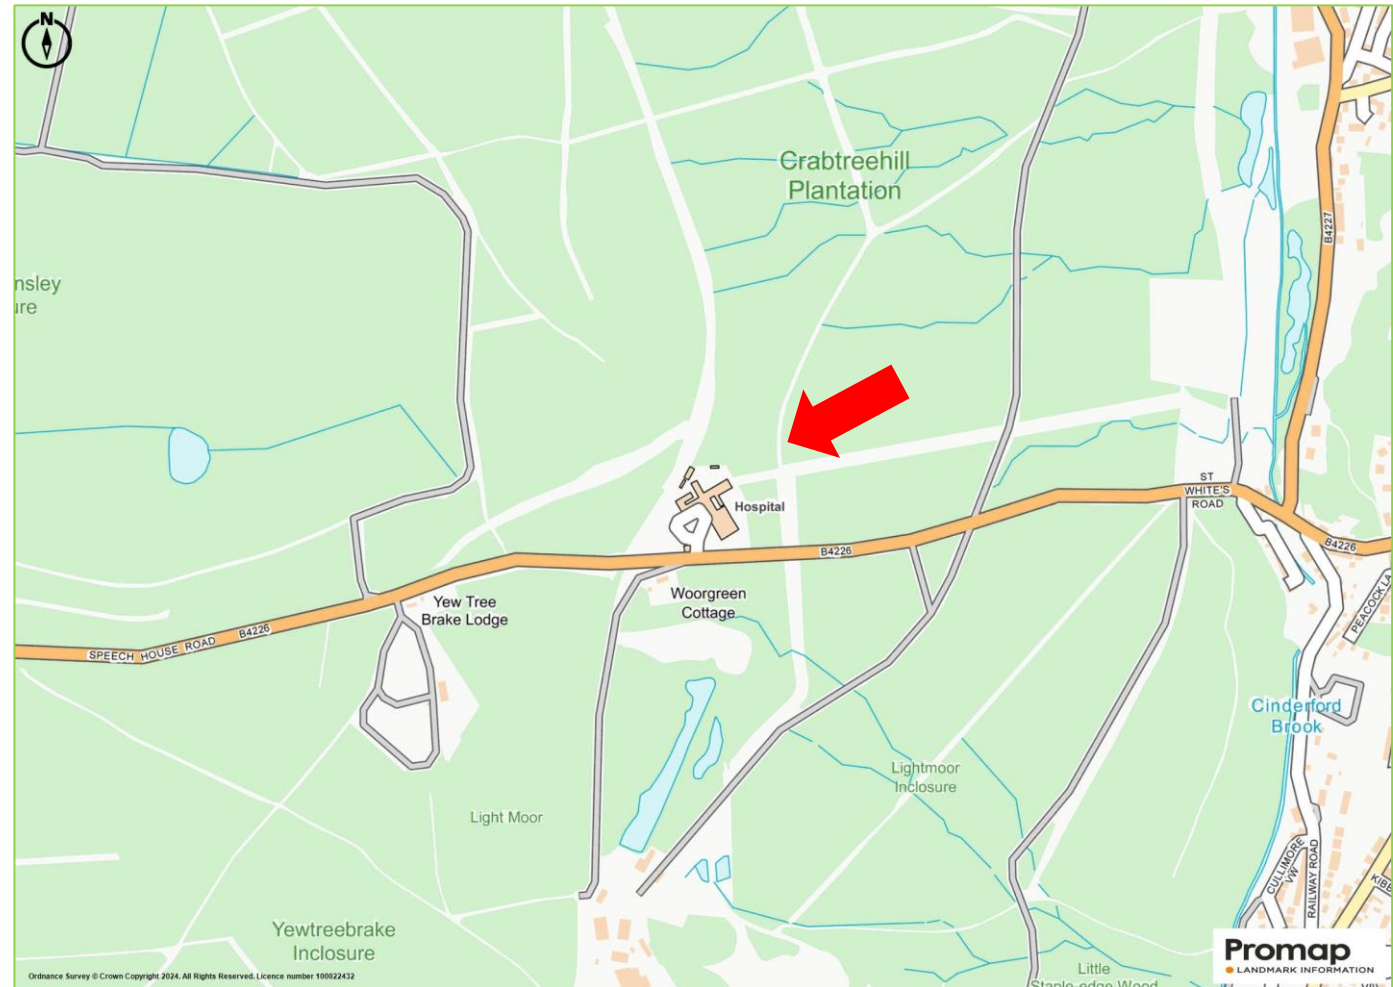 N
Crabtreehill
Plantation
B4227
nsley
ure
ST
WHITE'S
ROAD
Hospital
B4226
B4226
Woorgreen
Cottage
Yew Tree
Brake Lodge
SPEECH HOUSE ROAD B4226
PEACOCK LA
Cinderford
Brook
Lightmoor
Inclosure
Light Moor
CULLIMORE
VW
RAILWAY ROAD
KIBB
Yewtreebrake
Inclosure
Promap
LANDMARK INFORMATION
Little
Staple-edge Wood
Ordnance Survey © Crown Copyright 2024. All Rights Reserved. Licence number 100022432